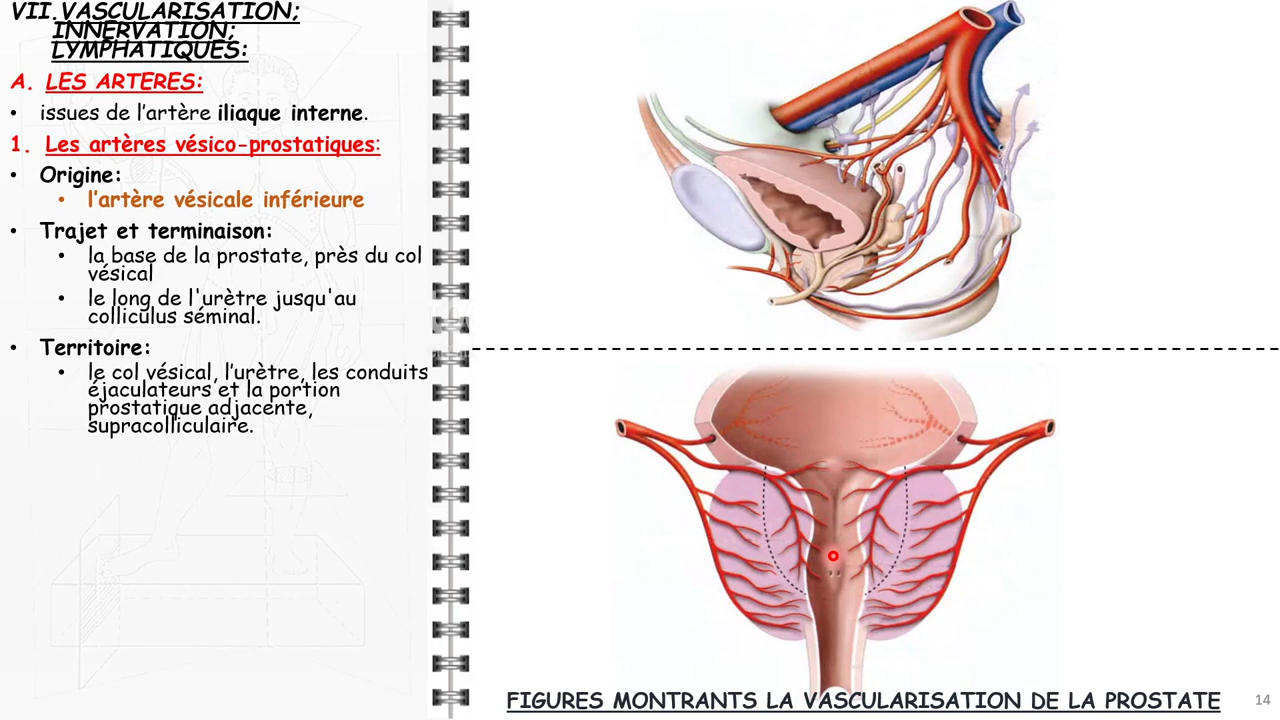 VII. VASCULARISATION;
INNERVATION;
LYMPHATIQUES:
A. LES ARTERES:
• issues de l'artère iliaque interne.
1. Les artères vésico-prostatiques:
• Origine:
• l'artère vésicale inférieure
• Trajet et terminaison:
• la base de la prostate, près du col
vésical
• le long de l'urètre jusqu'au
colliculus séminal.
• Territoire:
• le col vésical, l'urètre, les conduits
éjaculateurs et la portion
prostatique adjacente,
supracolliculaire.
FIGURES MONTRANTS LA VASCULARISATION DE LA PROSTATE
14